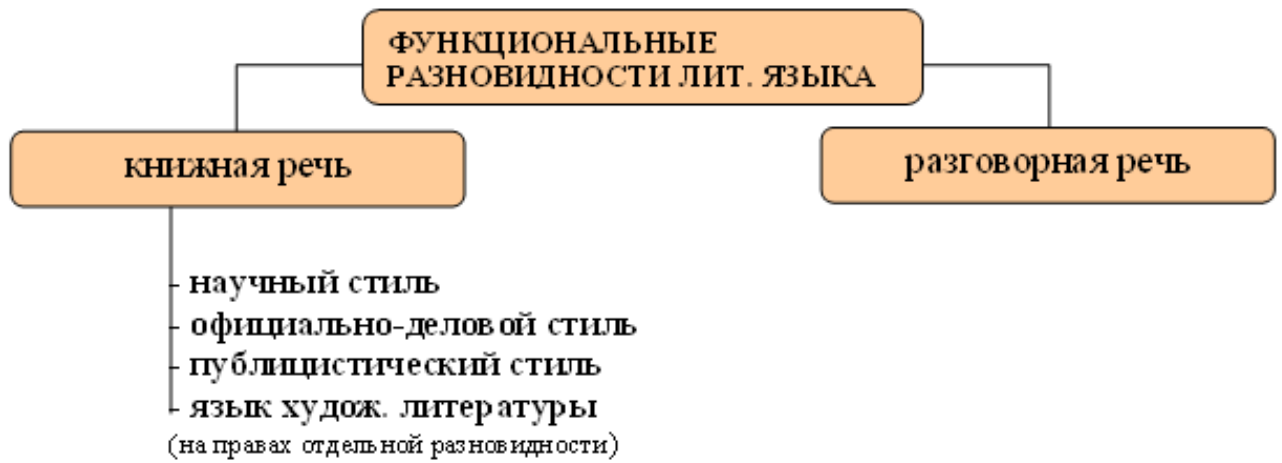 ФУНКЦИОНАЛЬНЫЕ
РАЗНОВИДНОСТИ ЛИТ. ЯЗЫКА
книжная речь
разговорная речь
- научный стиль
- официально-деловой стиль
- публицистический стиль
- язык худож. литературы
(на правах отдельной разновидности)